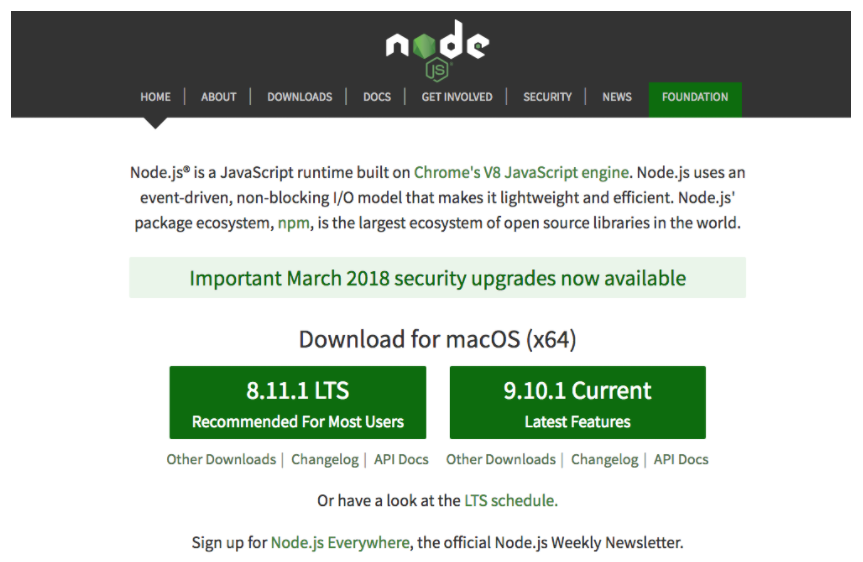 node
JS
HOME | ABOUT | DOWNLOADS | DOCS | GET INVOLVED | SECURITY | NEWS FOUNDATION
Node.js® is a JavaScript runtime built on Chrome's V8 JavaScript engine. Node.js uses an
event-driven, non-blocking I/O model that makes it lightweight and efficient. Node.js'
package ecosystem, npm, is the largest ecosystem of open source libraries in the world.
Important March 2018 security upgrades now available
Download for macOS (x64)
8.11.1 LTS
Recommended For Most Users
9.10.1 Current
Latest Features
Other Downloads | Changelog | API Docs
Other Downloads | Changelog | API Docs
Or have a look at the LTS schedule.
Sign up for Node.js Everywhere, the official Node.js Weekly Newsletter.